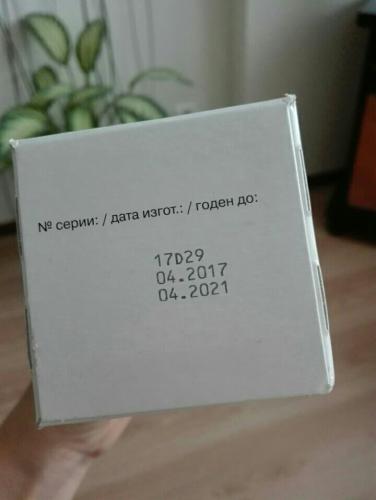 № серии: / дата изгот.: / годен до:
17D29
04.2017
04.2021